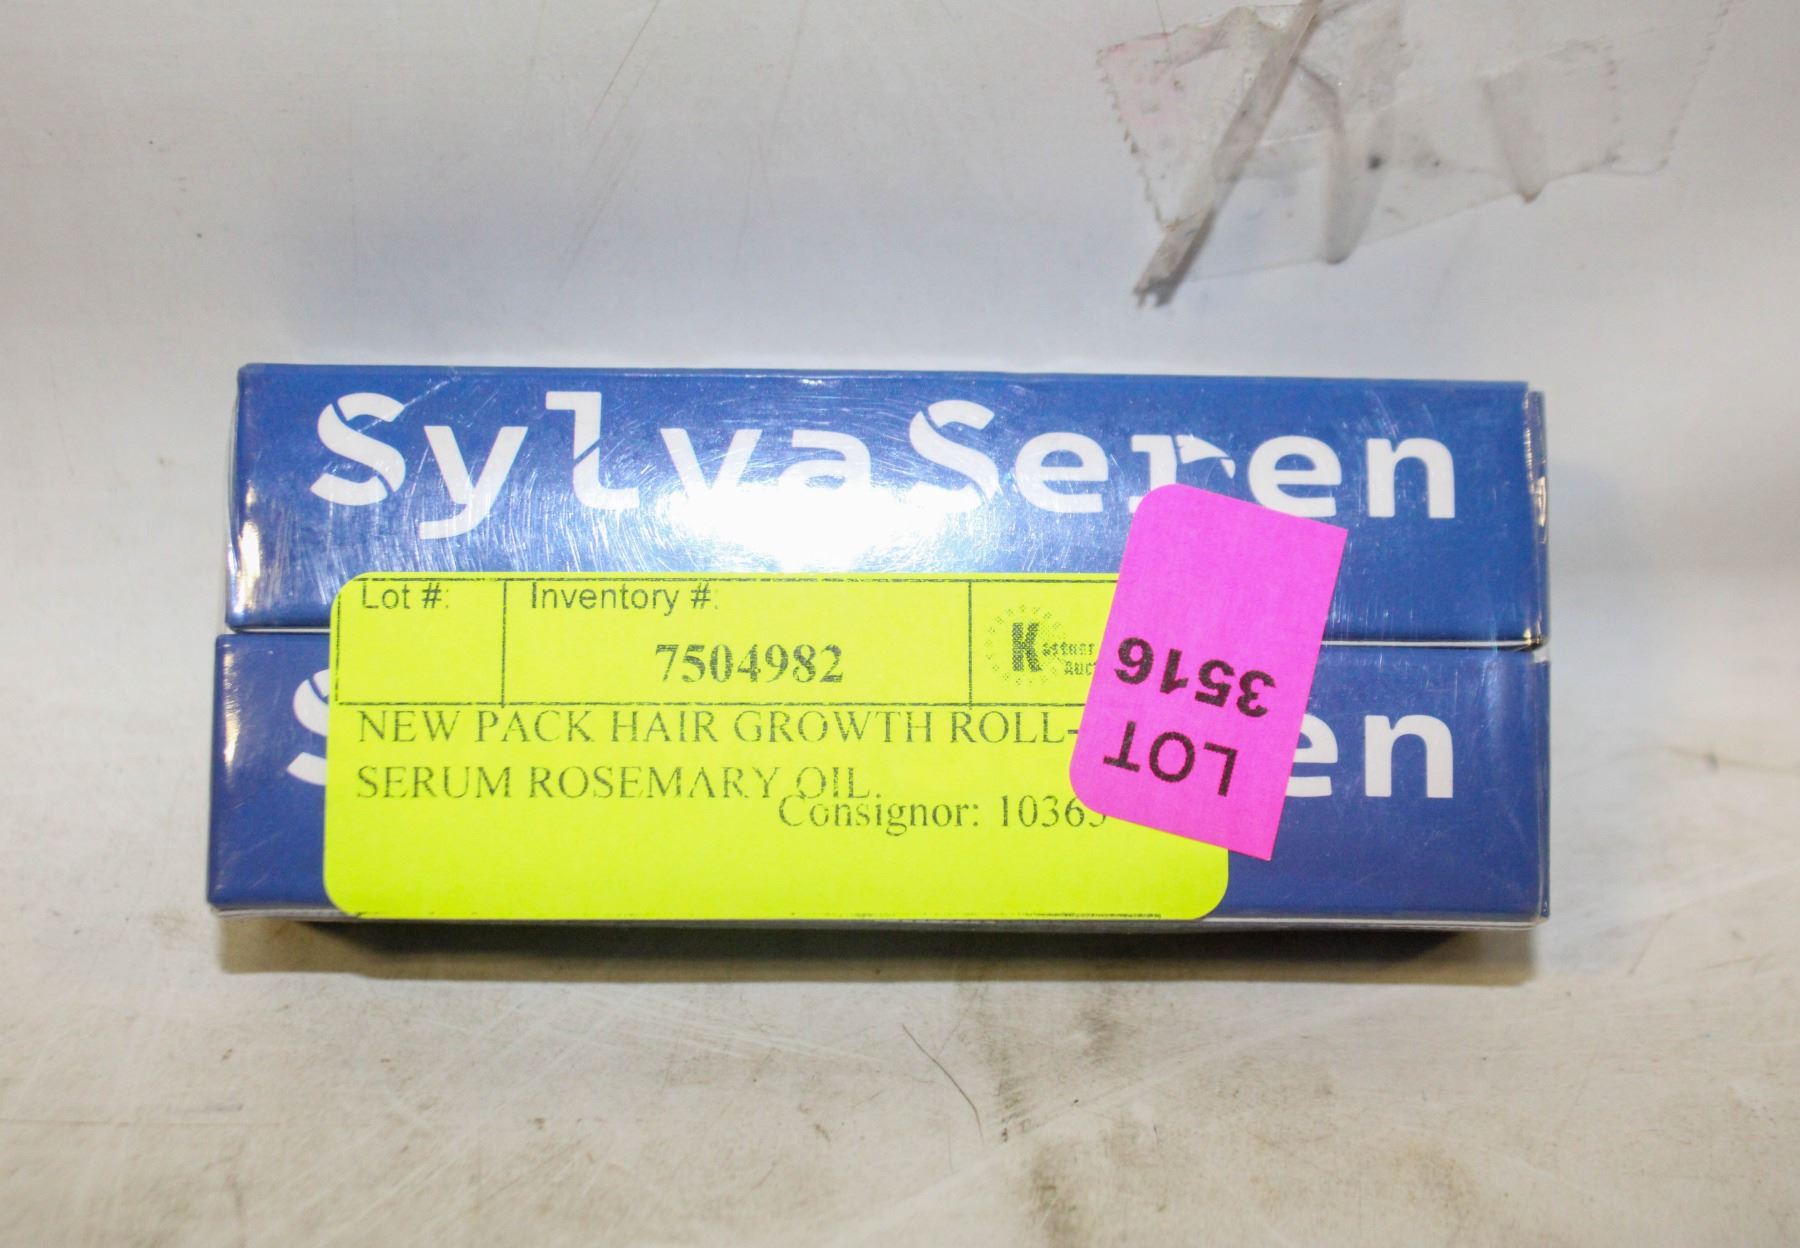 SylvaSeren
Lot #: Inventory #:
7504982
NEW PACK HAIR GROWTH ROLL-
SERUM ROSEMARY OIL.
Consignor:
LOT
3516
en